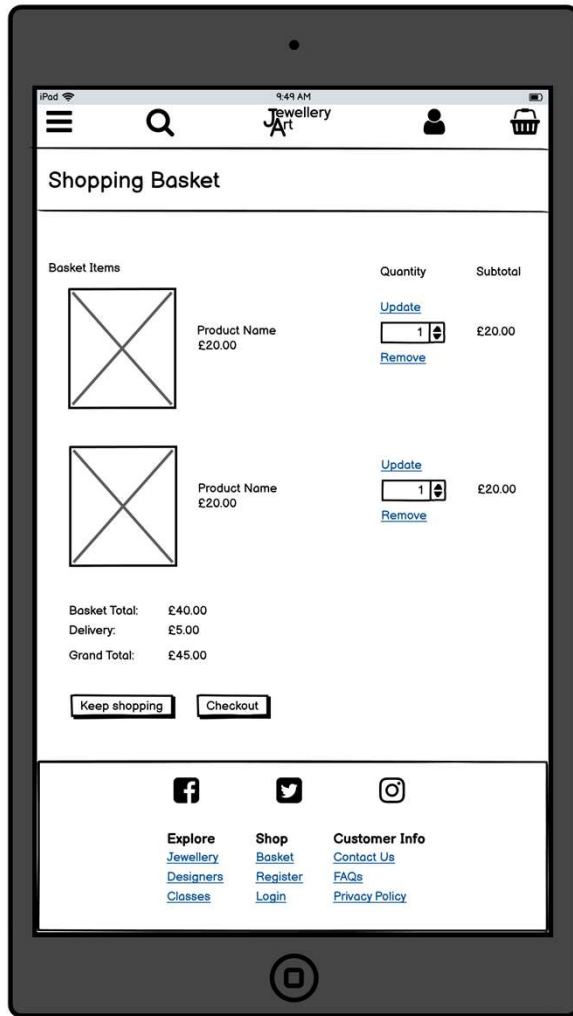 iPad
9:49 AM
Jewellery
Art
Shopping Basket
Basket Items
Quantity
Subtotal
Product Name
£20.00
Update
1
Remove
£20.00
Product Name
£20.00
Update
1
Remove
£20.00
Basket Total: £40.00
Delivery: £5.00
Grand Total: £45.00
Keep shopping
Checkout
Explore
Jewellery
Designers
Classes
Shop
Basket
Register
Login
Customer Info
Contact Us
FAQs
Privacy Policy